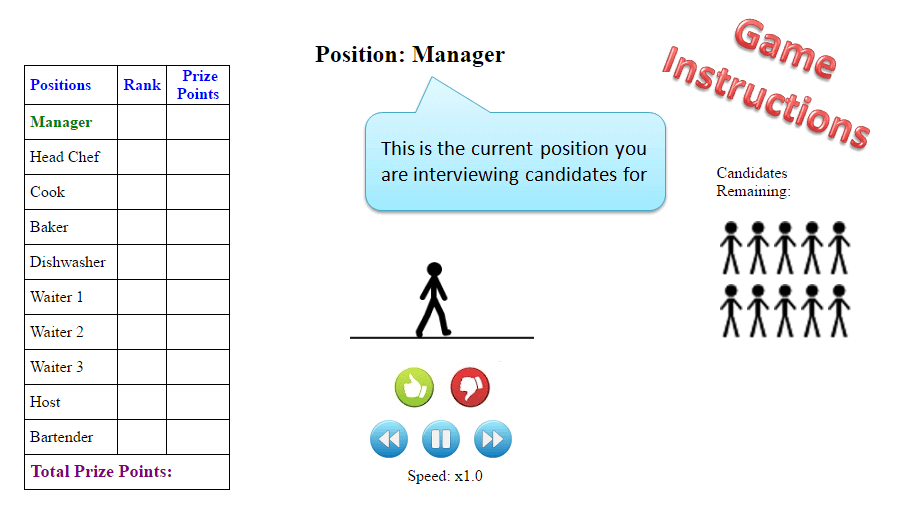 Position: Manager
Game
Instructions
Positions Rank Prize Points
Manager
Head Chef
Cook
Baker
Dishwasher
Waiter 1
Waiter 2
Waiter 3
Host
Bartender
Total Prize Points:
This is the current position you
are interviewing candidates for
Candidates
Remaining:
Speed: x1.0